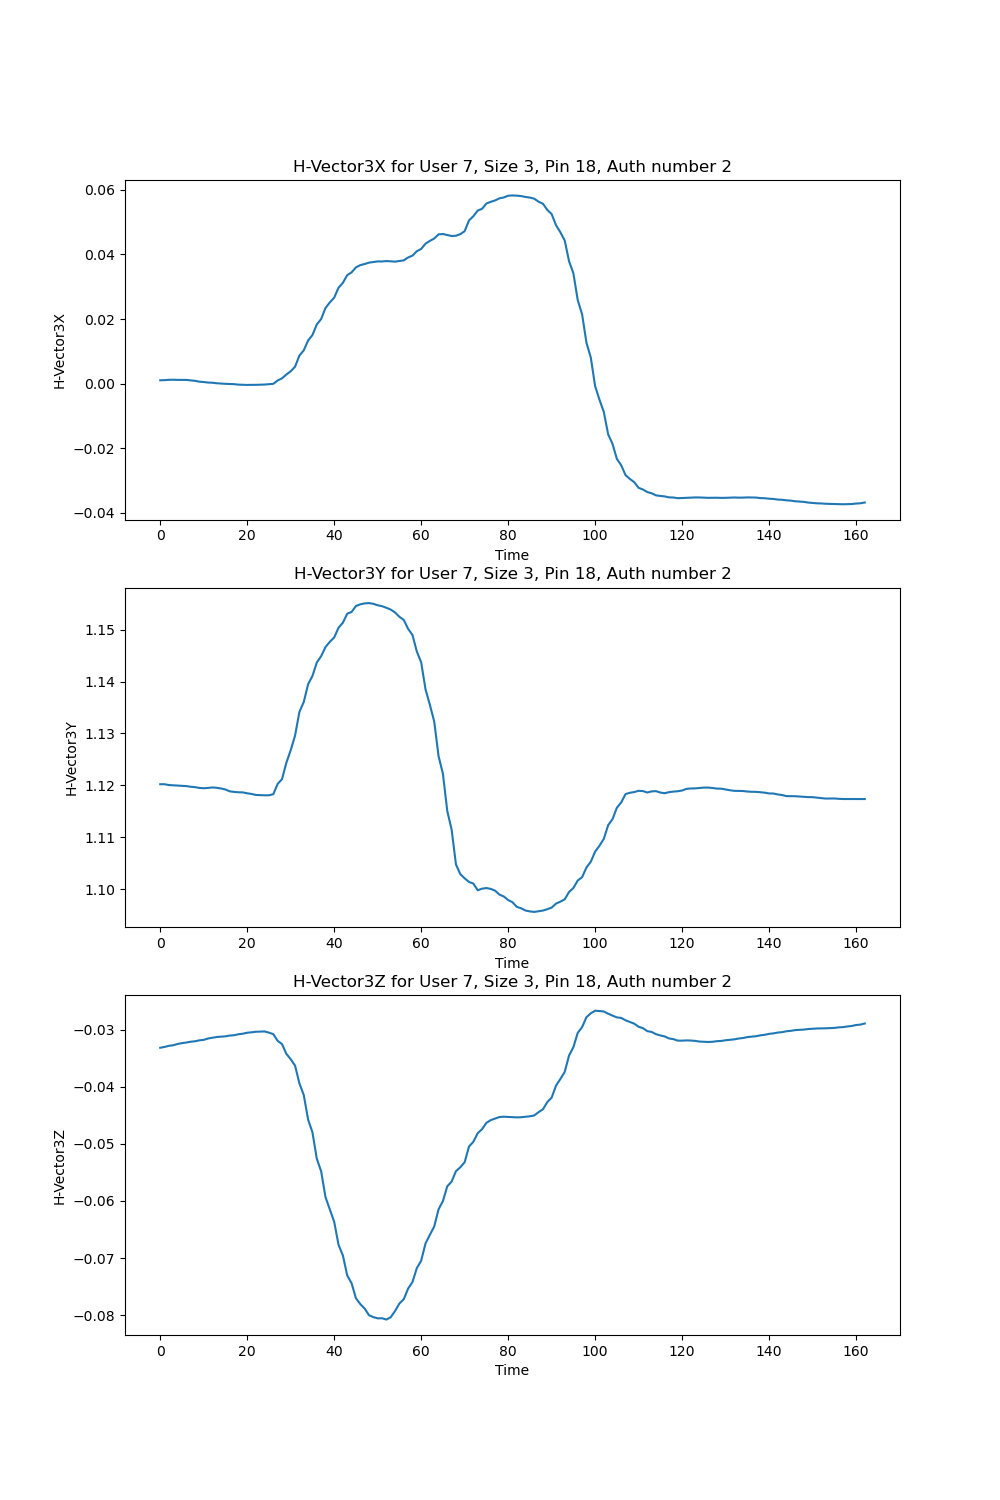 H-Vector3X for User 7, Size 3, Pin 18, Auth number 2
0.06
0.04
0.02
0.00
−0.02
−0.04
H-Vector3X
0 20 40 60 80 100 120 140 160
Time
H-Vector3Y for User 7, Size 3, Pin 18, Auth number 2
1.15
1.14
1.13
1.12
1.11
1.10
H-Vector3Y
0 20 40 60 80 100 120 140 160
Time
H-Vector3Z for User 7, Size 3, Pin 18, Auth number 2
−0.03
−0.04
−0.05
−0.06
−0.07
−0.08
H-Vector3Z
0 20 40 60 80 100 120 140 160
Time